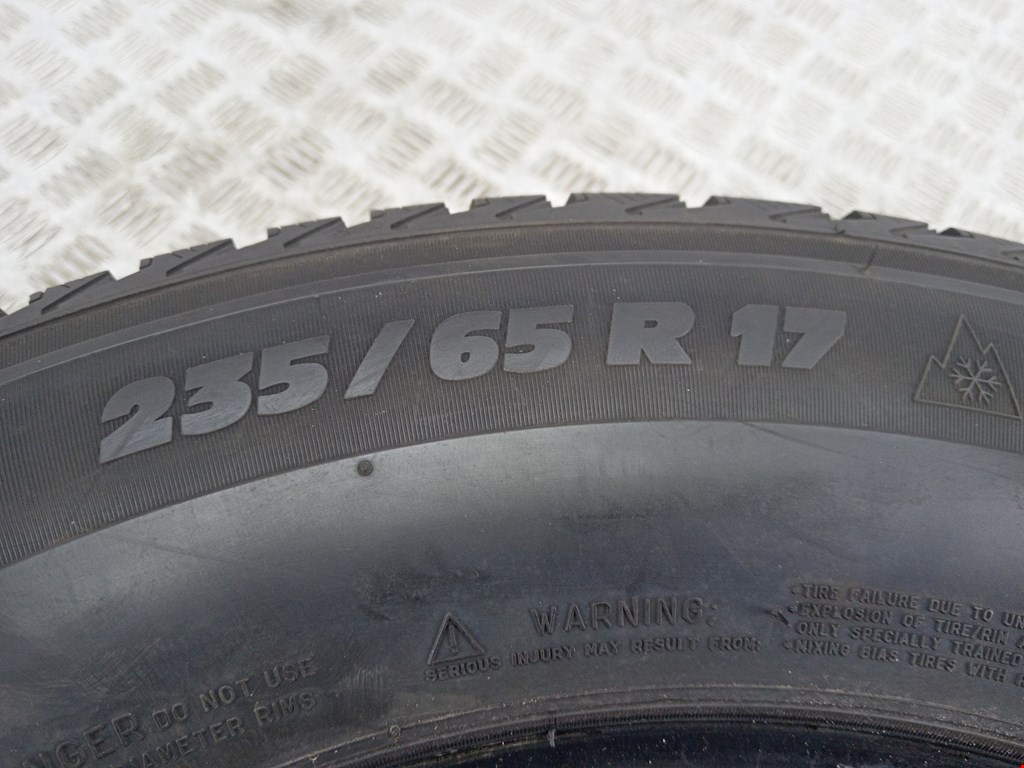 235/65 R 17
WARNING:
SERIOUS INJURY MAY RESULT FROM:
•TIRE FAILURE DUE TO
•EXPLOSION OF TIRE/RIM
ONLY SPECIALLY TRAINED
•MIXING BIAS TIRES WITH
DO NOT USE
RIMS